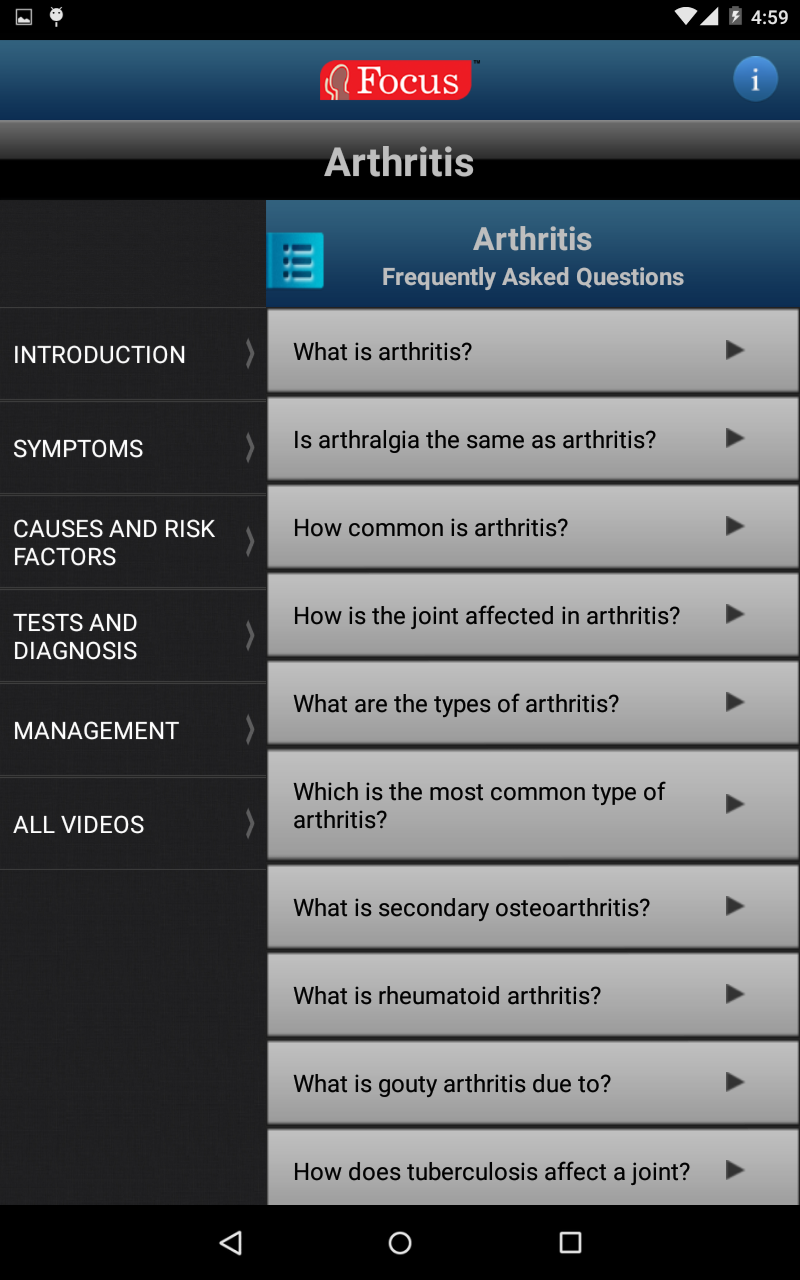 4:59
Focus™
i
Arthritis
Arthritis
Frequently Asked Questions
INTRODUCTION
SYMPTOMS
CAUSES AND RISK
FACTORS
TESTS AND
DIAGNOSIS
MANAGEMENT
ALL VIDEOS
What is arthritis?
Is arthralgia the same as arthritis?
How common is arthritis?
How is the joint affected in arthritis?
What are the types of arthritis?
Which is the most common type of
arthritis?
What is secondary osteoarthritis?
What is rheumatoid arthritis?
What is gouty arthritis due to?
How does tuberculosis affect a joint?